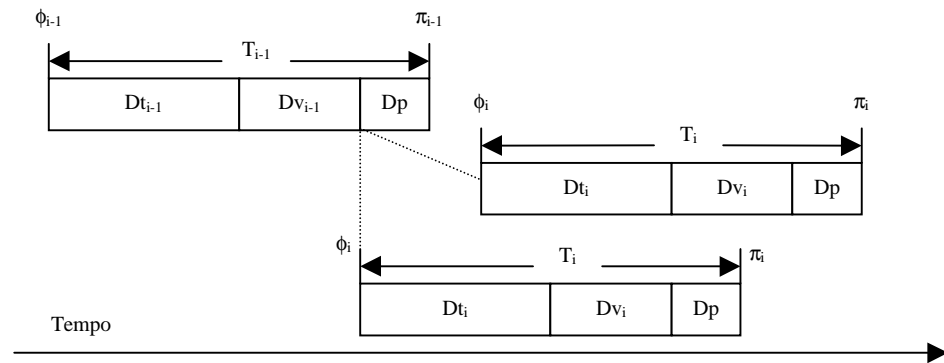 ϕi-1 πi-1
Ti-1
Dti-1 Dvi-1 Dp
ϕi πi
Ti
Dti Dvi Dp
ϕi πi
Ti
Dti Dvi Dp
Tempo